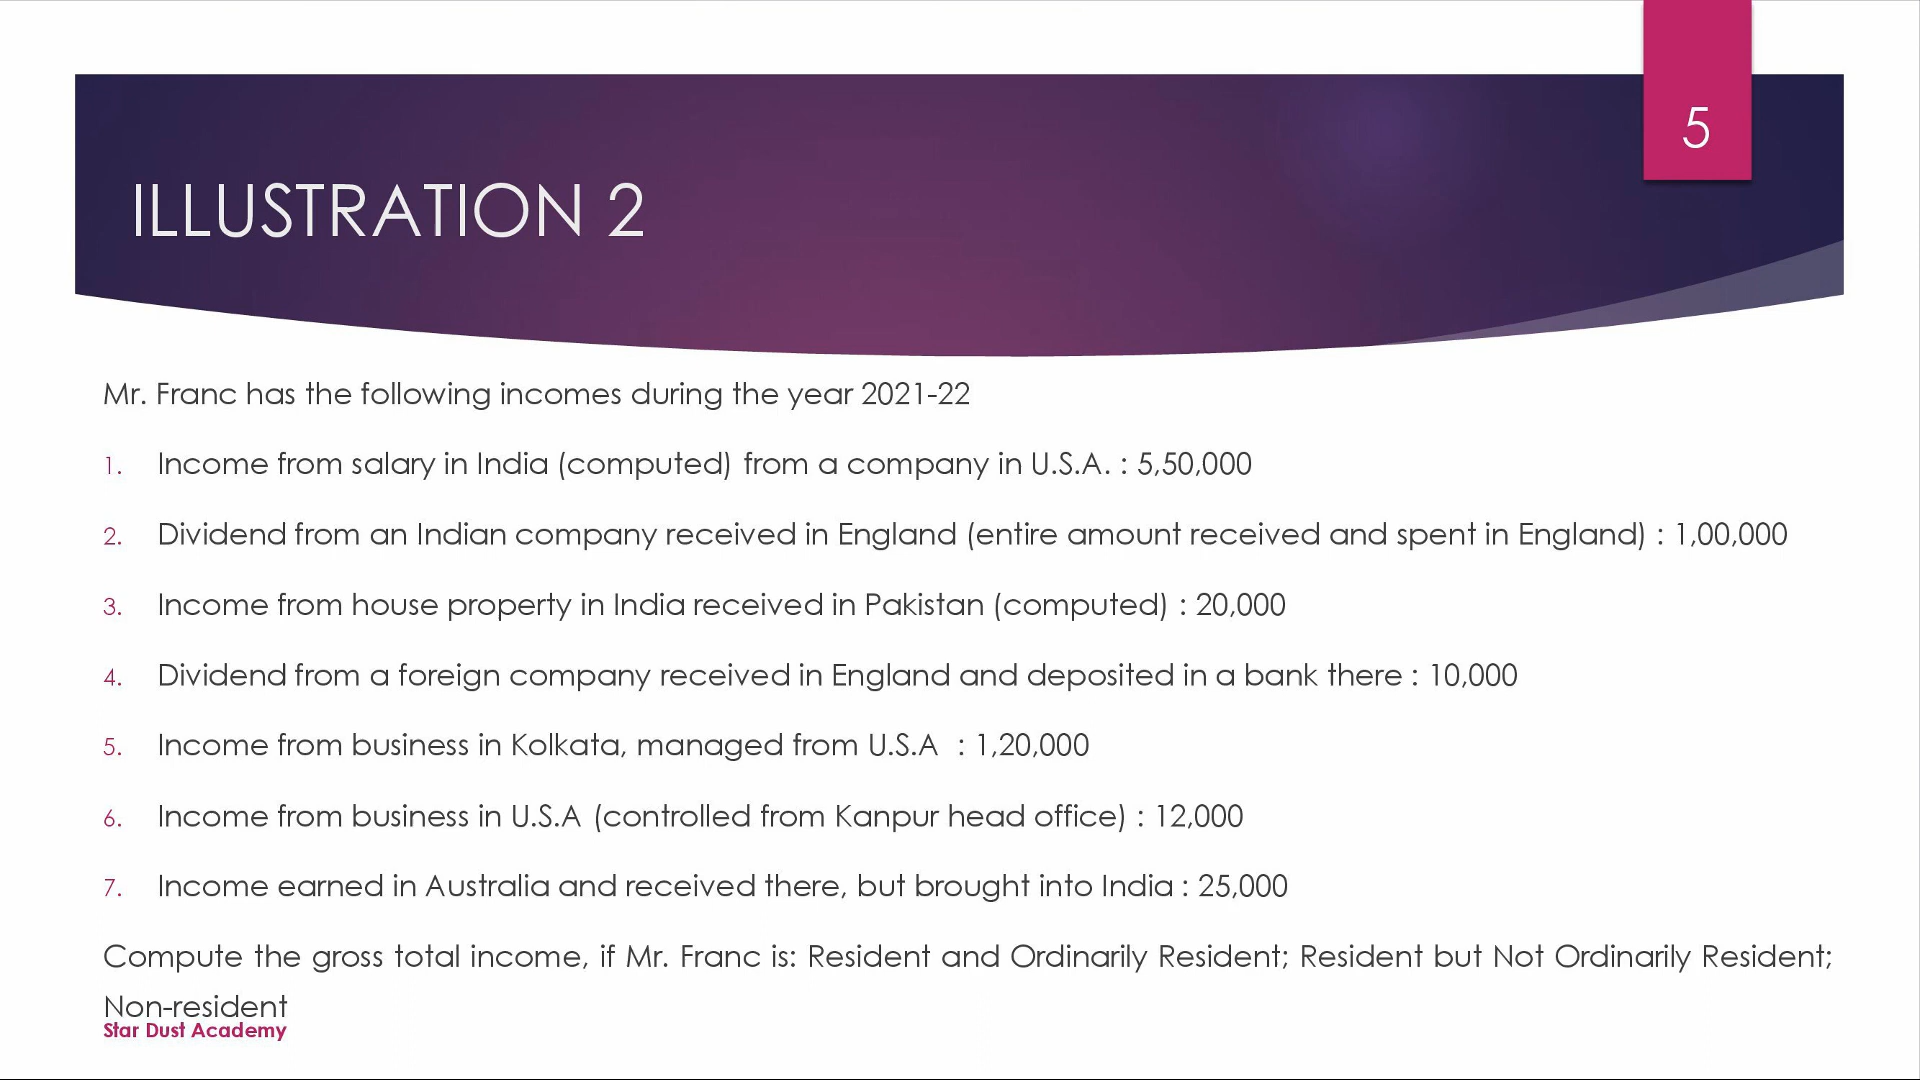 5
ILLUSTRATION 2
Mr. Franc has the following incomes during the year 2021-22
1. Income from salary in India (computed) from a company in U.S.A. : 5,50,000
2. Dividend from an Indian company received in England (entire amount received and spent in England) : 1,00,000
3. Income from house property in India received in Pakistan (computed) : 20,000
4. Dividend from a foreign company received in England and deposited in a bank there : 10,000
5. Income from business in Kolkata, managed from U.S.A : 1,20,000
6. Income from business in U.S.A (controlled from Kanpur head office) : 12,000
7. Income earned in Australia and received there, but brought into India : 25,000
Compute the gross total income, if Mr. Franc is: Resident and Ordinarily Resident; Resident but Not Ordinarily Resident;
Non-resident
Star Dust Academy